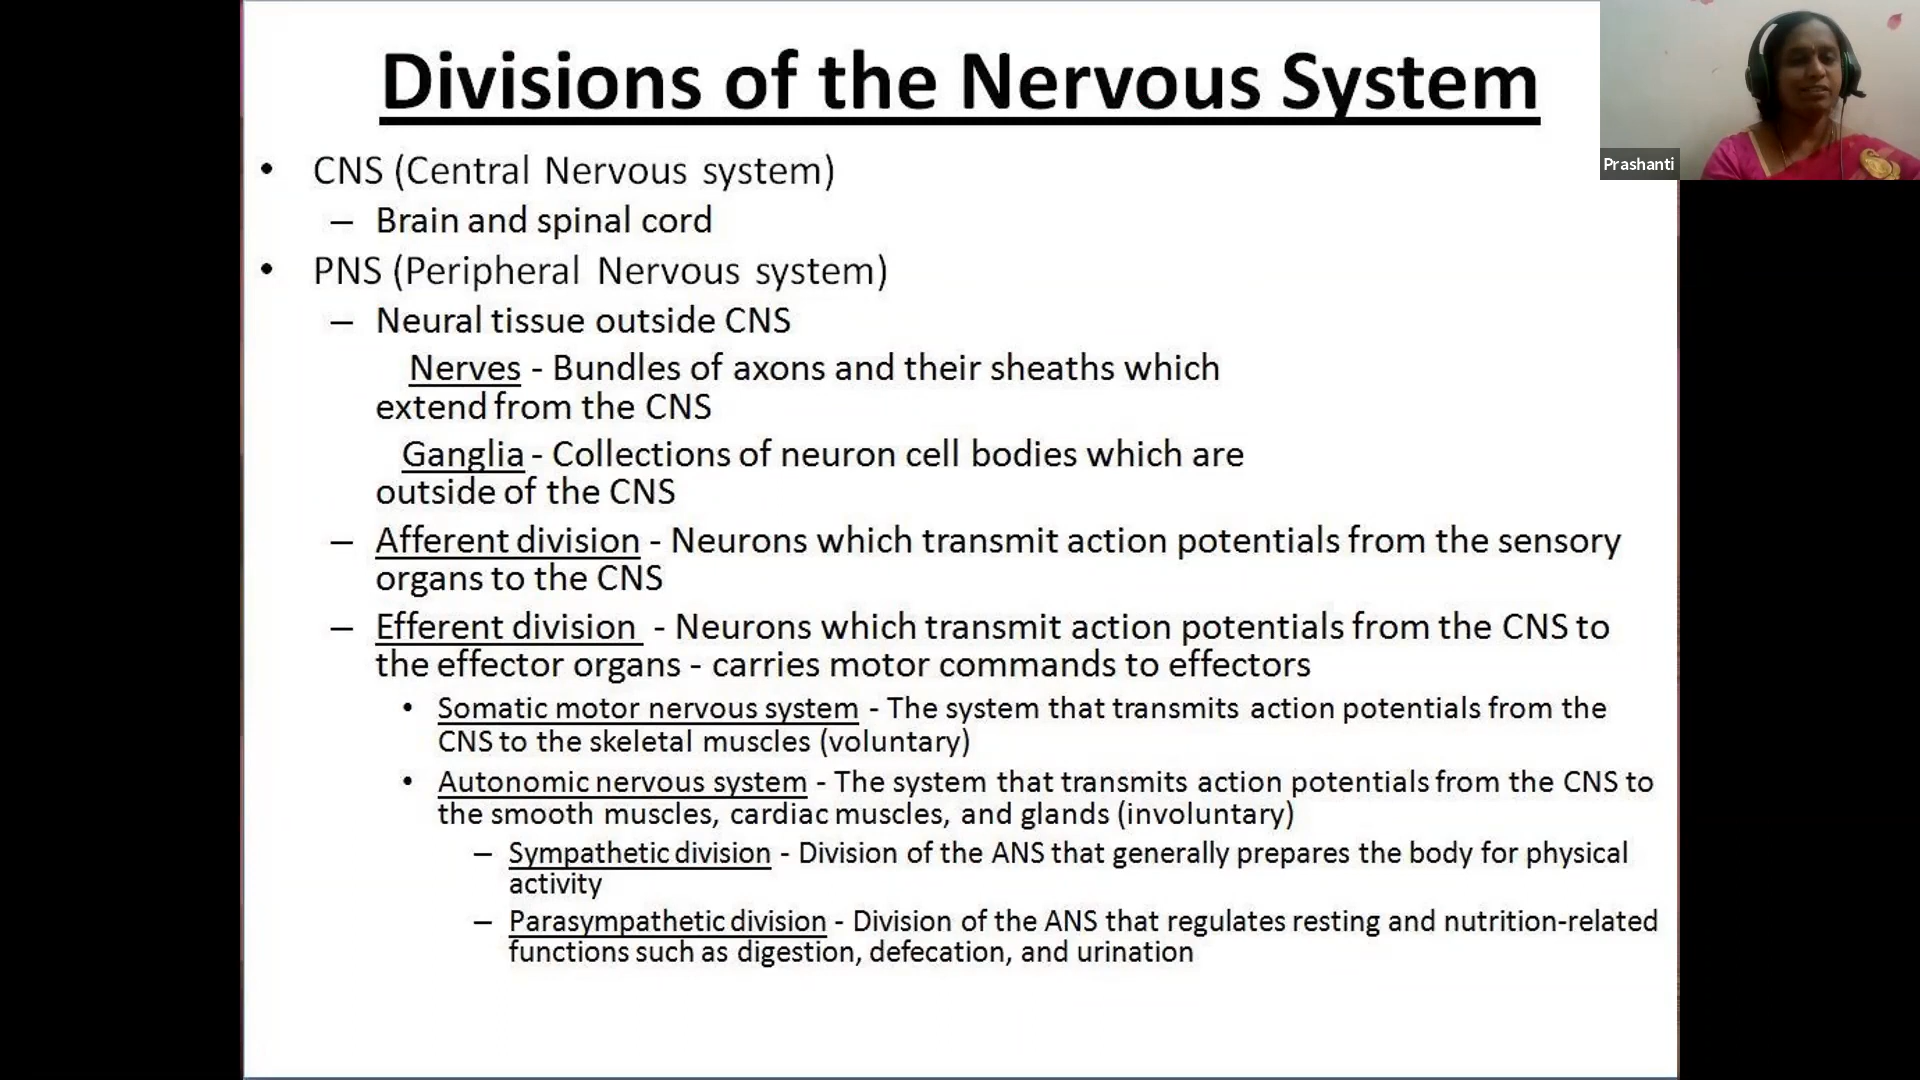 Divisions of the Nervous System
Prashanti
• CNS (Central Nervous system)
– Brain and spinal cord
• PNS (Peripheral Nervous system)
– Neural tissue outside CNS
Nerves - Bundles of axons and their sheaths which
extend from the CNS
Ganglia - Collections of neuron cell bodies which are
outside of the CNS
– Afferent division - Neurons which transmit action potentials from the sensory
organs to the CNS
– Efferent division - Neurons which transmit action potentials from the CNS to
the effector organs - carries motor commands to effectors
• Somatic motor nervous system - The system that transmits action potentials from the
CNS to the skeletal muscles (voluntary)
• Autonomic nervous system - The system that transmits action potentials from the CNS to
the smooth muscles, cardiac muscles, and glands (involuntary)
– Sympathetic division - Division of the ANS that generally prepares the body for physical
activity
– Parasympathetic division - Division of the ANS that regulates resting and nutrition-related
functions such as digestion, defecation, and urination